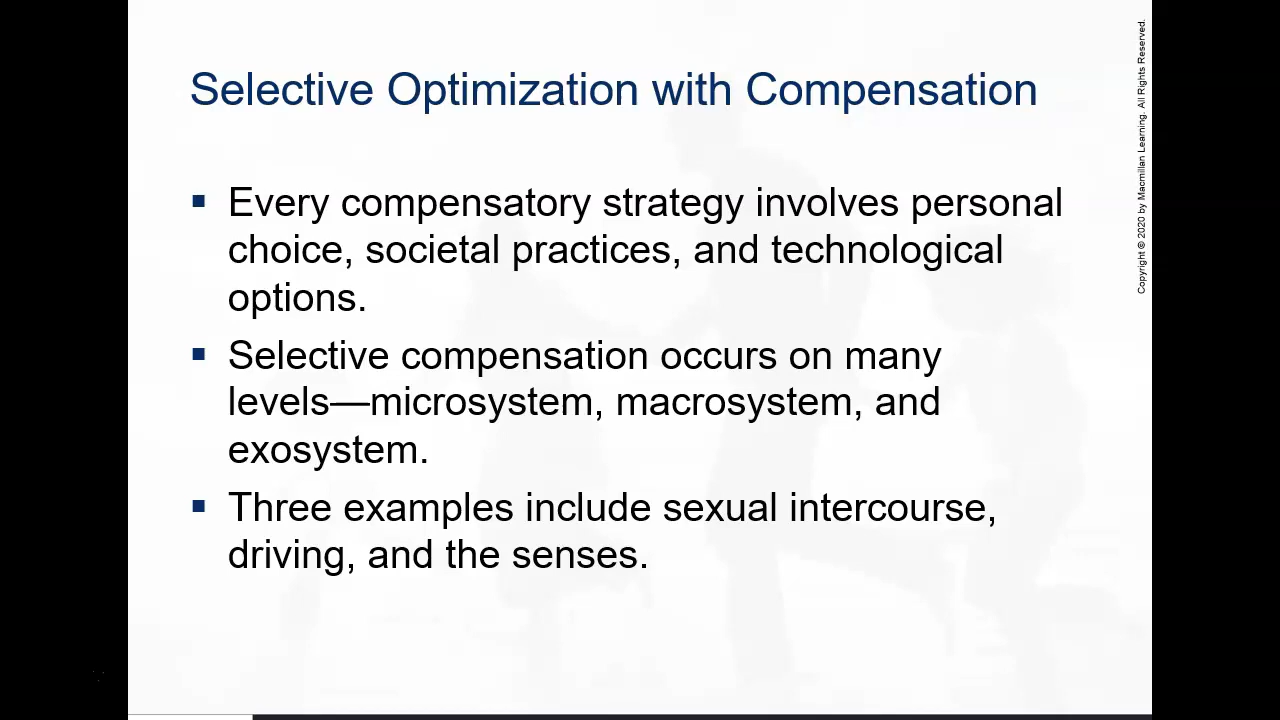 Selective Optimization with Compensation
▪ Every compensatory strategy involves personal
choice, societal practices, and technological
options.
▪ Selective compensation occurs on many
levels—microsystem, macrosystem, and
exosystem.
▪ Three examples include sexual intercourse,
driving, and the senses.
Copyright © 2020 by Macmillan Learning. All Rights Reserved.